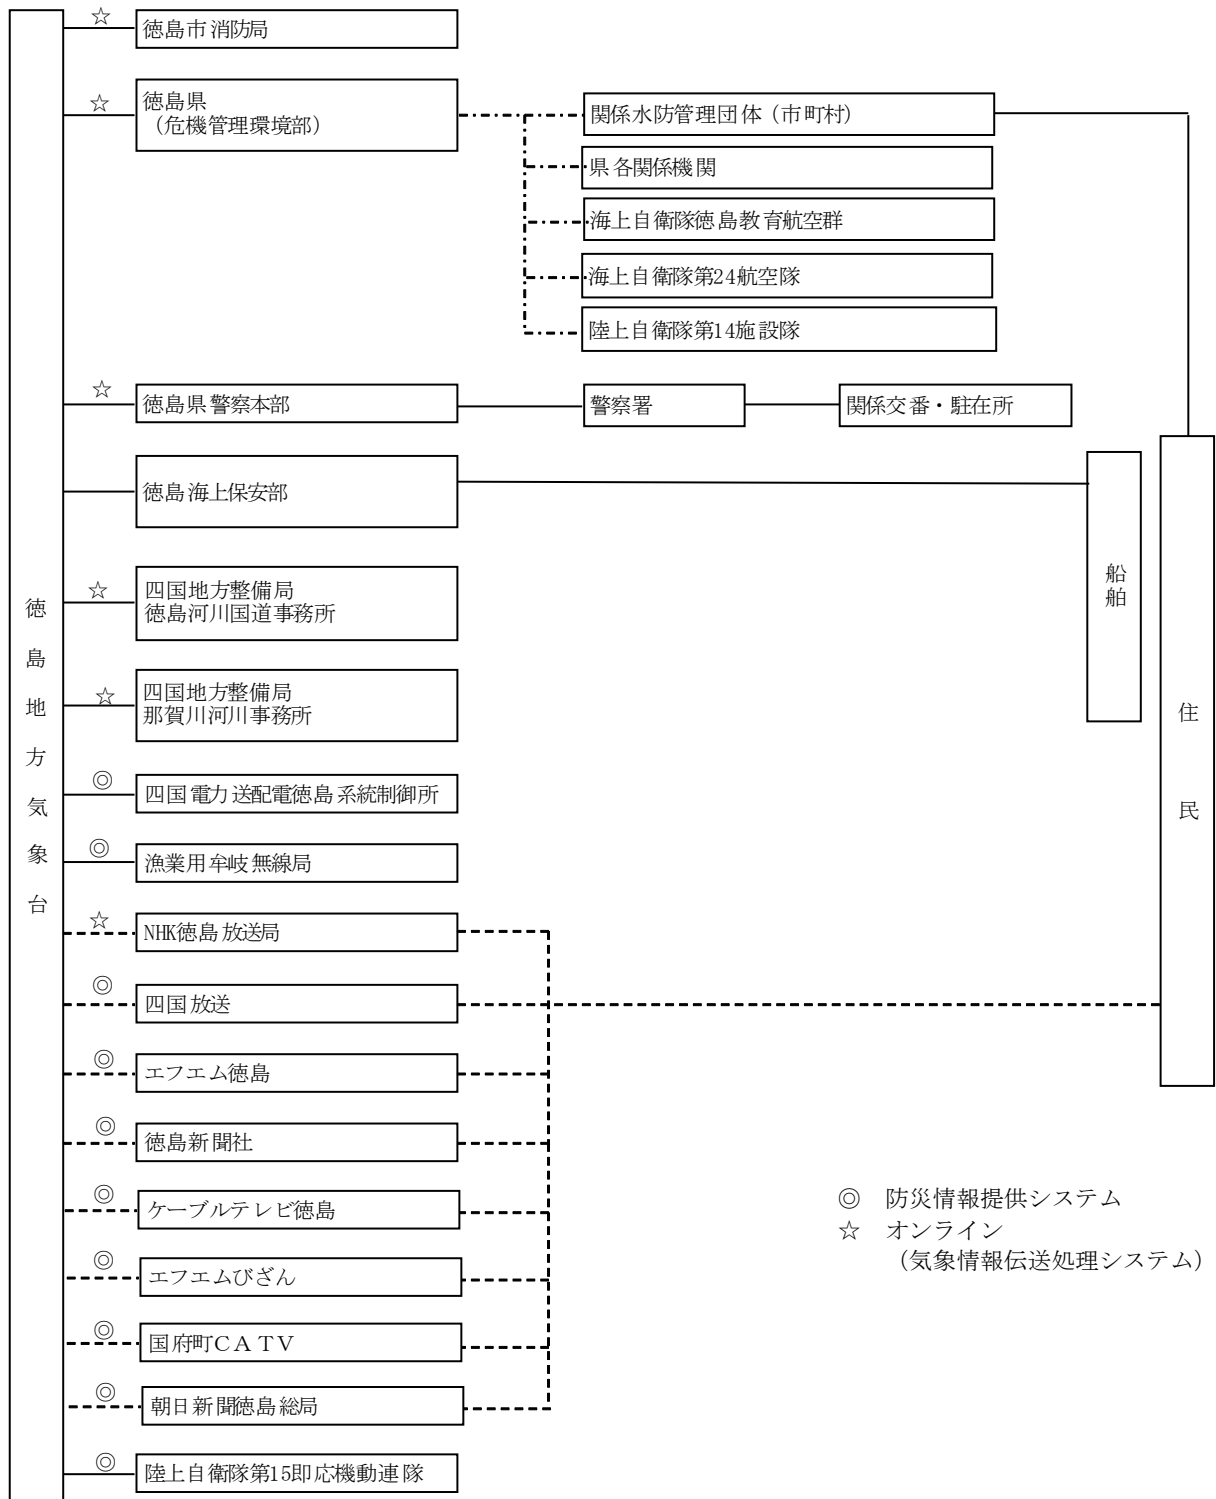 ☆
徳島市消防局
☆
徳島県
（危機管理環境部）
関係水防管理団体（市町村）
県各関係機関
海上自衛隊徳島教育航空群
海上自衛隊第24航空隊
陸上自衛隊第14施設隊
☆
徳島県警察本部
警察署
関係交番・駐在所
徳島海上保安部
船舶
住民
徳島地方気象台
☆
四国地方整備局
徳島河川国道事務所
☆
四国地方整備局
那賀川河川事務所
◎
四国電力送配電徳島系統制御所
◎
漁業用牟岐無線局
☆
NHK徳島放送局
◎
四国放送
◎
エフエム徳島
◎
徳島新聞社
◎
ケーブルテレビ徳島
◎
エフエムびざん
◎
国府町ＣＡＴＶ
◎
朝日新聞徳島総局
◎
陸上自衛隊第15即応機動連隊
◎　防災情報提供システム
☆　オンライン
（気象情報伝送処理システム）